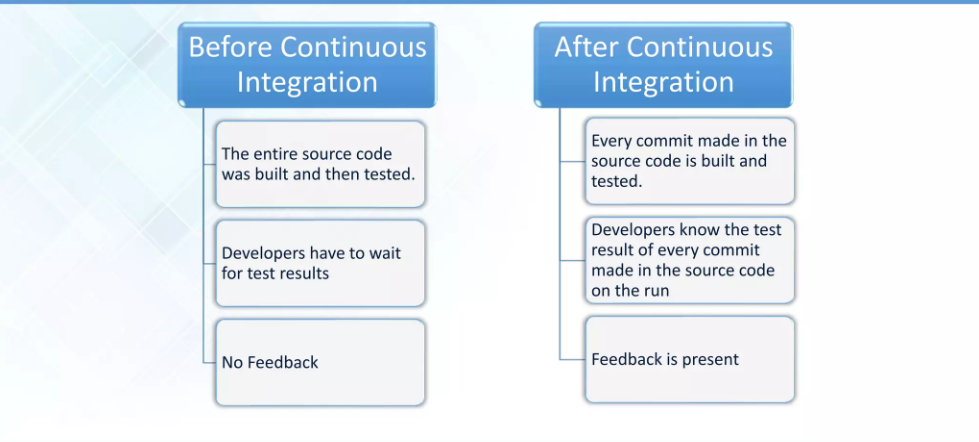 Before Continuous
Integration
The entire source code
was built and then tested.
Developers have to wait
for test results
No Feedback
After Continuous
Integration
Every commit made in the
source code is built and
tested.
Developers know the test
result of every commit
made in the source code
on the run
Feedback is present